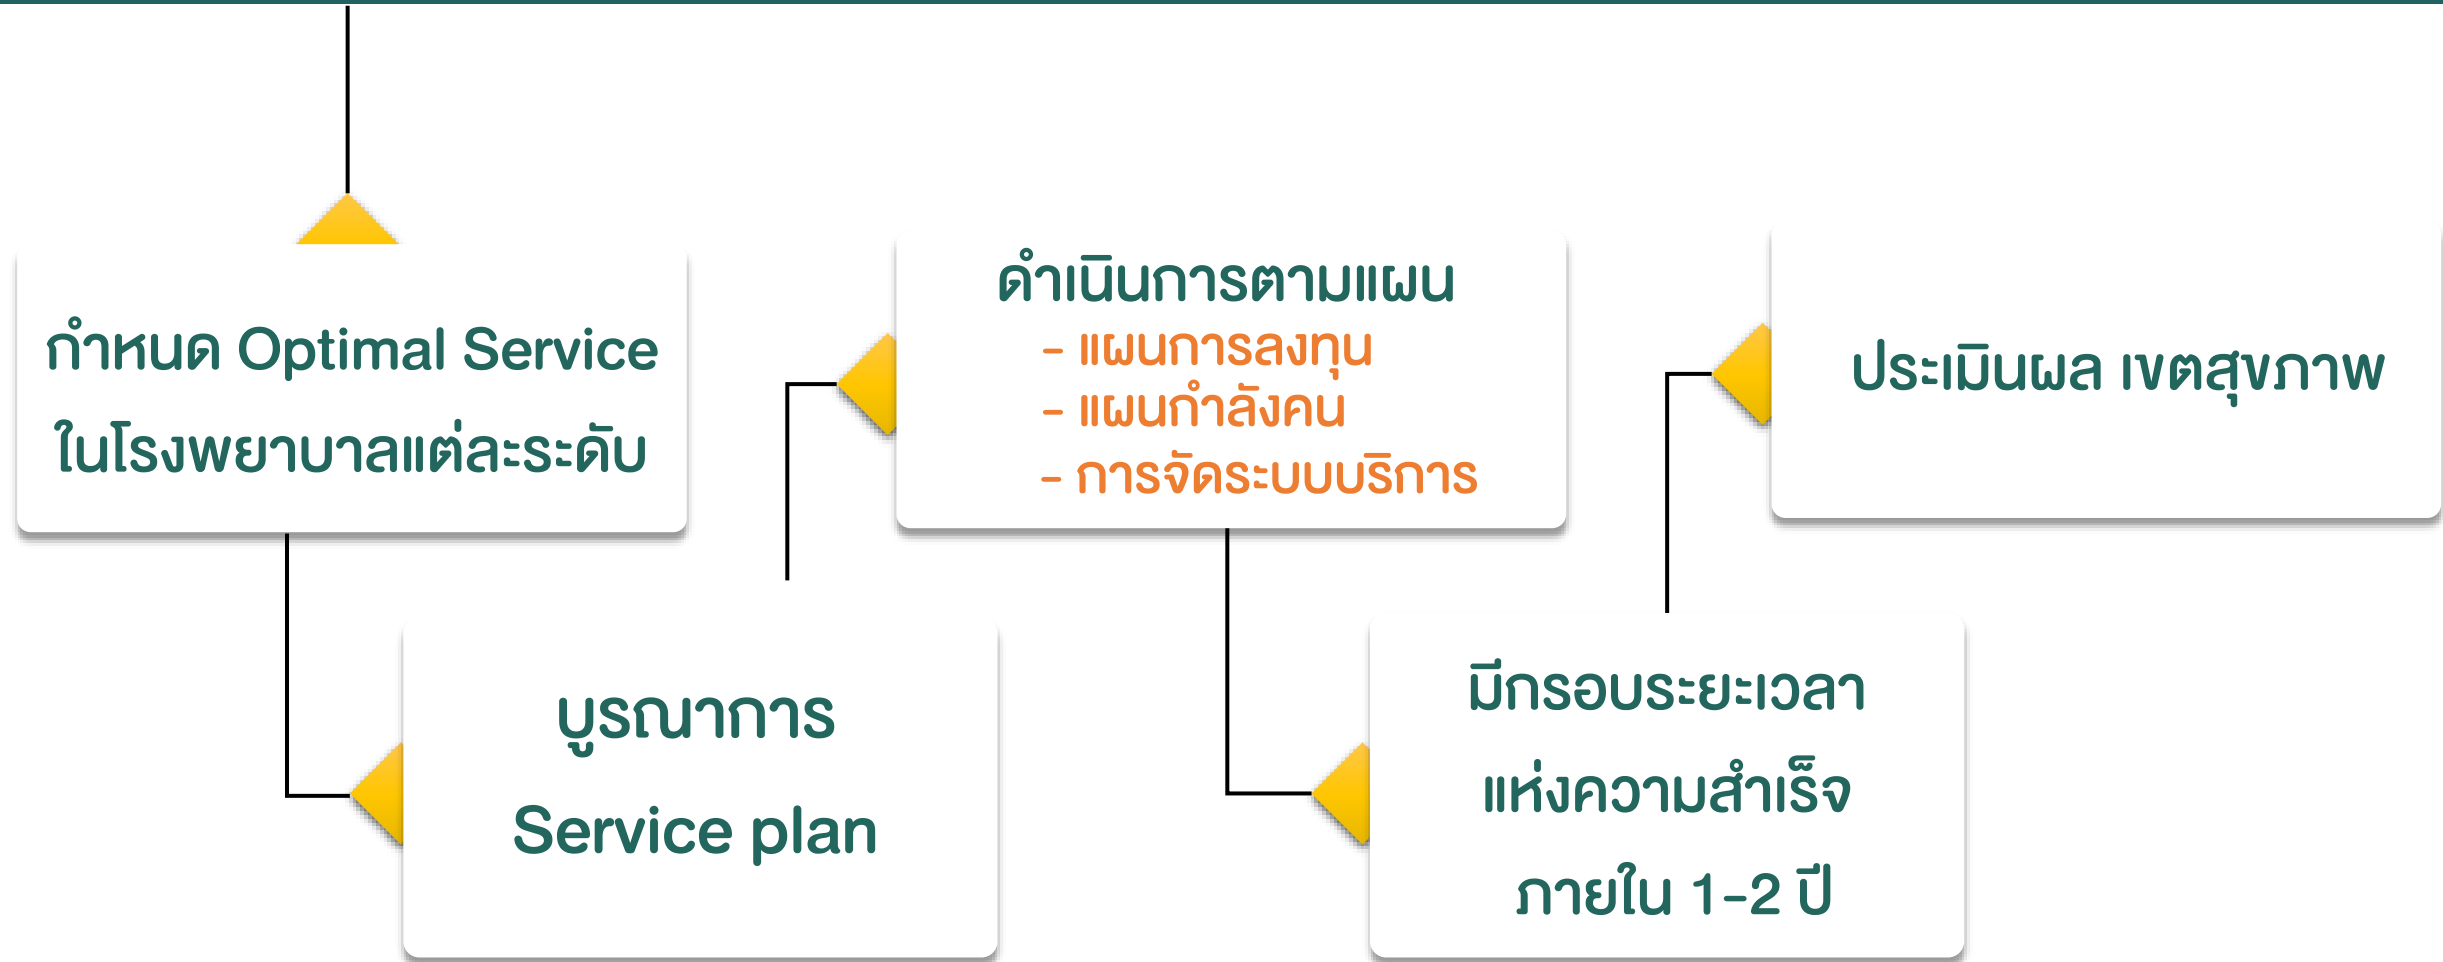 กำหนด Optimal Service
ในโรงพยาบาลแต่ละระดับ
บูรณาการ
Service plan
ดำเนินการตามแผน
- แผนการลงทุน
- แผนกำลังคน
- การจัดระบบบริการ
มีกรอบระยะเวลา
แห่งความสำเร็จ
ภายใน 1-2 ปี
ประเมินผล เขตสุขภาพ